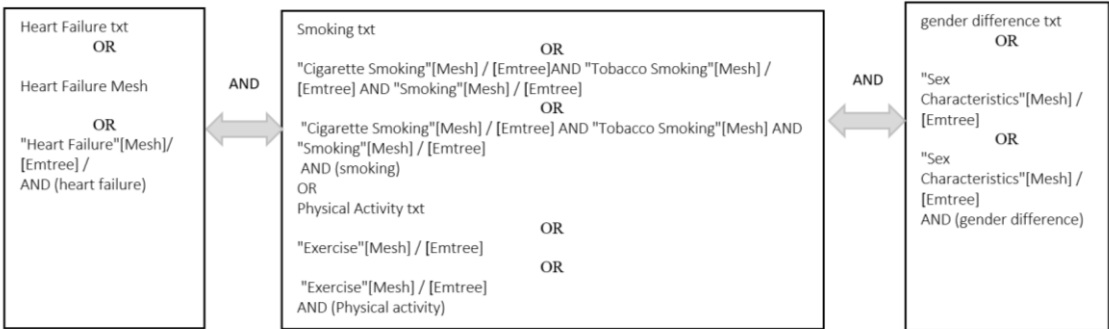 Heart Failure txt
OR
Heart Failure Mesh
OR
"Heart Failure"[Mesh]/
[Emtree] /
AND (heart failure)
AND
Smoking txt
OR
"Cigarette Smoking"[Mesh] / [Emtree]AND "Tobacco Smoking"[Mesh] /
[Emtree] AND "Smoking"[Mesh] / [Emtree]
OR
"Cigarette Smoking"[Mesh] / [Emtree] AND "Tobacco Smoking"[Mesh] AND
"Smoking"[Mesh] / [Emtree]
AND (smoking)
OR
Physical Activity txt
OR
"Exercise"[Mesh] / [Emtree]
OR
"Exercise"[Mesh] / [Emtree]
AND (Physical activity)
AND
gender difference txt
OR
"Sex
Characteristics"[Mesh] /
[Emtree]
OR
"Sex
Characteristics"[Mesh] /
[Emtree]
AND (gender difference)